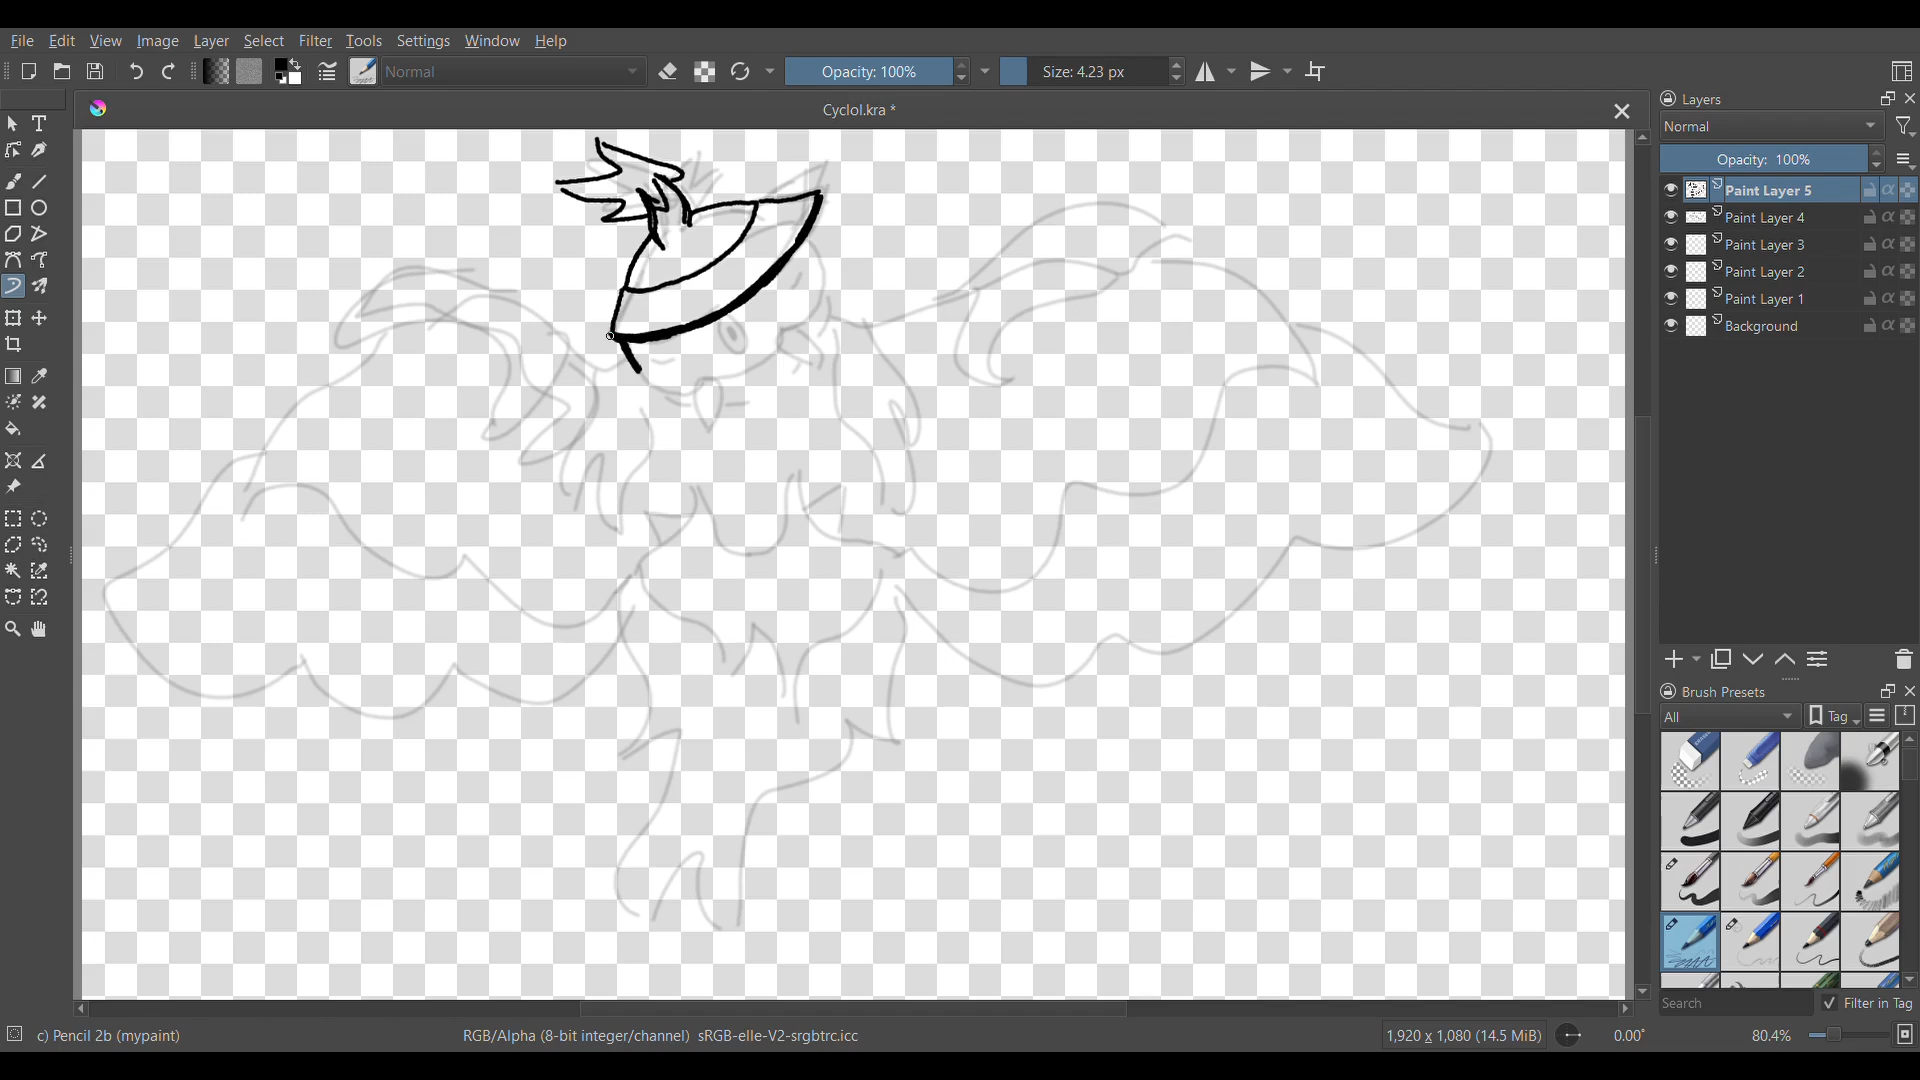 File Edit View Image Layer Select Filter Tools Settings Window Help
Normal
Opacity: 100%
Size: 4.23 px
Cyclol.kra *
Layers
Normal
Opacity: 100%
Paint Layer 5
Paint Layer 4
Paint Layer 3
Paint Layer 2
Paint Layer 1
Background
Brush Presets
All
Tag
Search
Filter in Tag
c) Pencil 2b (mypaint)
RGB/Alpha (8-bit integer/channel) sRGB-elle-V2-srgbtrc.icc
1,920 x 1,080 (14.5 MiB)
0.00°
80.4%